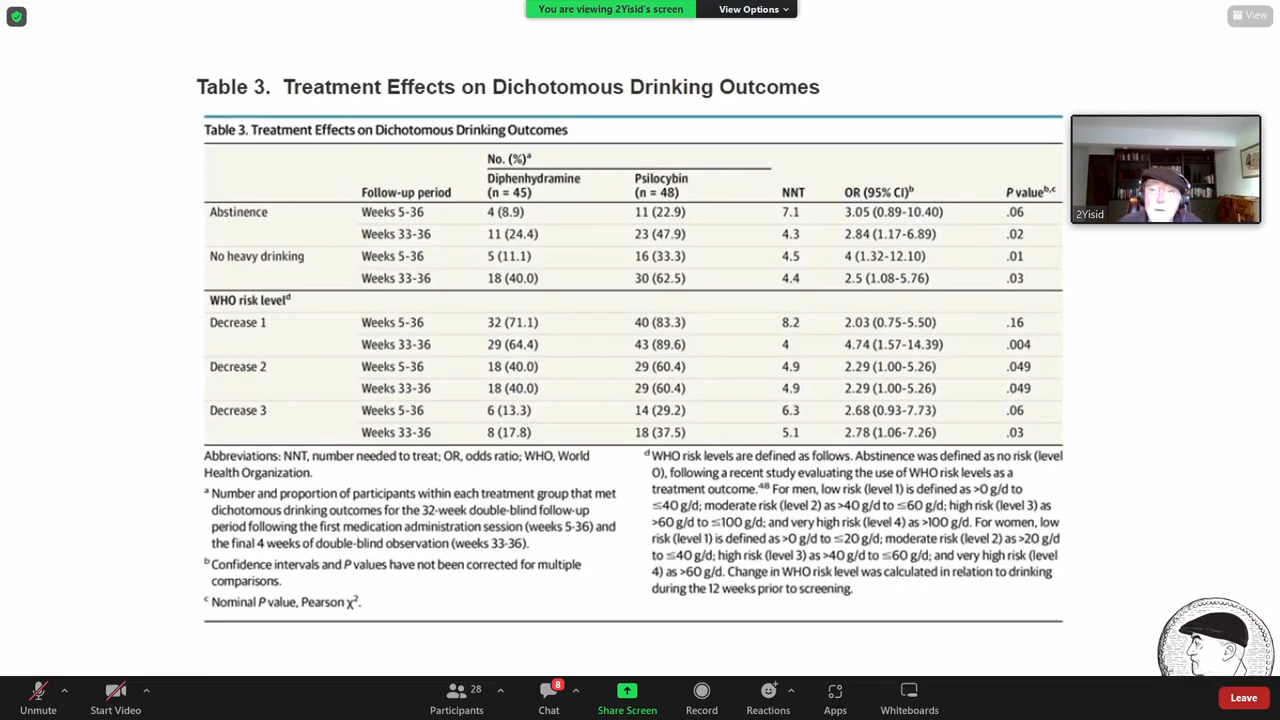 You are viewing 2Yisid's screen View Options
View
Table 3. Treatment Effects on Dichotomous Drinking Outcomes
Table 3. Treatment Effects on Dichotomous Drinking Outcomes
No. (%)a
Follow-up period Diphenhydramine (n = 45) Psilocybin (n = 48) NNT OR (95% CI)b P valueb,c
Abstinence Weeks 5-36 4 (8.9) 11 (22.9) 7.1 3.05 (0.89-10.40) .06
Weeks 33-36 11 (24.4) 23 (47.9) 4.3 2.84 (1.17-6.89) .02
No heavy drinking Weeks 5-36 5 (11.1) 16 (33.3) 4.5 4 (1.32-12.10) .01
Weeks 33-36 18 (40.0) 30 (62.5) 4.4 2.5 (1.08-5.76) .03
WHO risk leveld
Decrease 1 Weeks 5-36 32 (71.1) 40 (83.3) 8.2 2.03 (0.75-5.50) .16
Weeks 33-36 29 (64.4) 43 (89.6) 4 4.74 (1.57-14.39) .004
Decrease 2 Weeks 5-36 18 (40.0) 29 (60.4) 4.9 2.29 (1.00-5.26) .049
Weeks 33-36 18 (40.0) 29 (60.4) 4.9 2.29 (1.00-5.26) .049
Decrease 3 Weeks 5-36 6 (13.3) 14 (29.2) 6.3 2.68 (0.93-7.73) .06
Weeks 33-36 8 (17.8) 18 (37.5) 5.1 2.78 (1.06-7.26) .03
Abbreviations: NNT, number needed to treat; OR, odds ratio; WHO, World
Health Organization.
a Number and proportion of participants within each treatment group that met
dichotomous drinking outcomes for the 32-week double-blind follow-up
period following the first medication administration session (weeks 5-36) and
the final 4 weeks of double-blind observation (weeks 33-36).
b Confidence intervals and P values have not been corrected for multiple
comparisons.
c Nominal P value, Pearson χ2.
d WHO risk levels are defined as follows. Abstinence was defined as no risk (level
0), following a recent study evaluating the use of WHO risk levels as a
treatment outcome.48 For men, low risk (level 1) is defined as >0 g/d to
≤40 g/d; moderate risk (level 2) as >40 g/d to ≤60 g/d; high risk (level 3) as
>60 g/d to ≤100 g/d; and very high risk (level 4) as >100 g/d. For women, low
risk (level 1) is defined as >0 g/d to ≤20 g/d; moderate risk (level 2) as >20 g/d
to ≤40 g/d; high risk (level 3) as >40 g/d to ≤60 g/d; and very high risk (level
4) as >60 g/d. Change in WHO risk level was calculated in relation to drinking
during the 12 weeks prior to screening.
2Yisid
Unmute
Start Video
Participants 28
Chat 8
Share Screen
Record
Reactions
Apps
Whiteboards
Leave